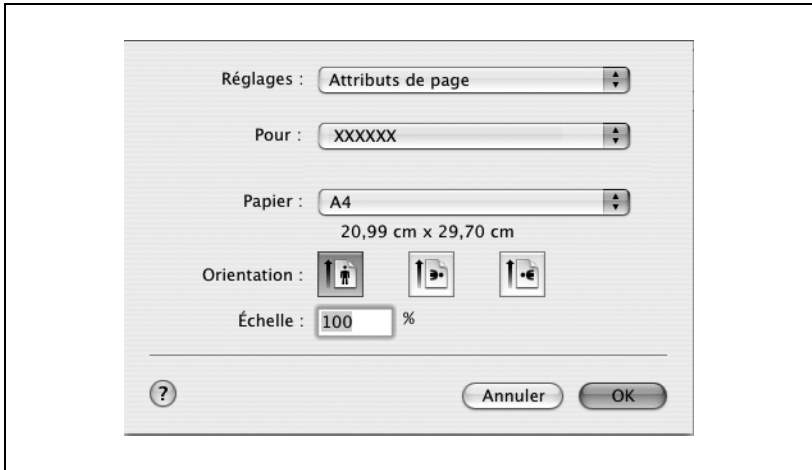 Réglages : Attributs de page
Pour : XXXXXX
Papier : A4
20,99 cm x 29,70 cm
Orientation :
Échelle : 100 %
? Annuler OK